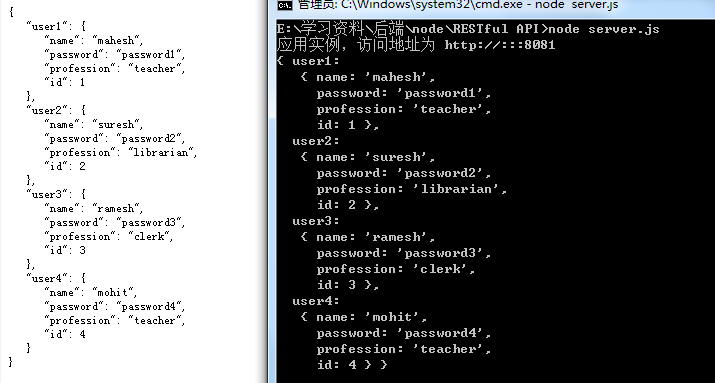 {
"user1": {
"name": "mahesh",
"password": "password1",
"profession": "teacher",
"id": 1
},
"user2": {
"name": "suresh",
"password": "password2",
"profession": "librarian",
"id": 2
},
"user3": {
"name": "ramesh",
"password": "password3",
"profession": "clerk",
"id": 3
},
"user4": {
"name": "mohit",
"password": "password4",
"profession": "teacher",
"id": 4
}
}
管理员: C:\Windows\system32\cmd.exe - node  server.js
E:\学习资料\后端\node\RESTful API>node server.js
应用实例，访问地址为 http://:::8081
{ user1:
{ name: 'mahesh',
password: 'password1',
profession: 'teacher',
id: 1 },
user2:
{ name: 'suresh',
password: 'password2',
profession: 'librarian',
id: 2 },
user3:
{ name: 'ramesh',
password: 'password3',
profession: 'clerk',
id: 3 },
user4:
{ name: 'mohit',
password: 'password4',
profession: 'teacher',
id: 4 } }